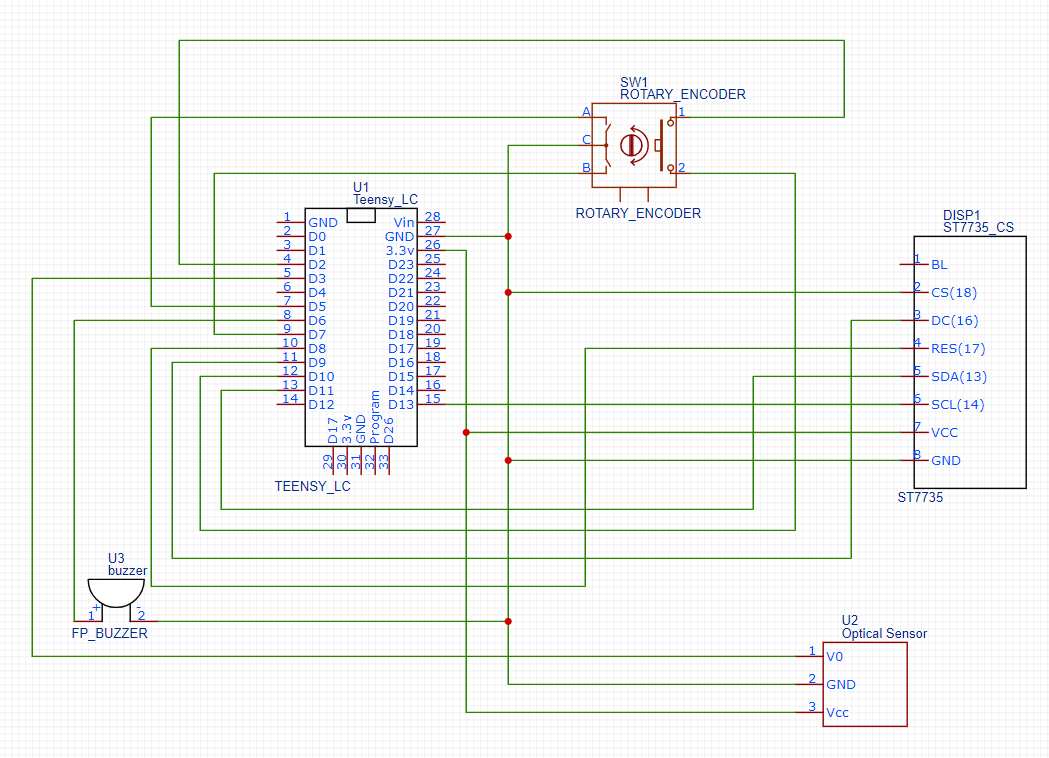 SW1
ROTARY_ENCODER
A
1
C
B
2
ROTARY_ENCODER
U1
Teensy_LC
1 GND
2 D0
3 D1
4 D2
5 D3
6 D4
7 D5
8 D6
9 D7
10 D8
11 D9
12 D10
13 D11
14 D12
Vin 28
GND 27
3.3v 26
D23 25
D22 24
D21 23
D20 22
D19 21
D18 20
D17 19
D16 18
D15 17
D14 16
D13 15
D17 29
3.3v 30
GND 31
Program 32
D26 33
TEENSY_LC
DISP1
ST7735_CS
1 BL
2 CS(18)
3 DC(16)
4 RES(17)
5 SDA(13)
6 SCL(14)
7 VCC
8 GND
ST7735
U3
buzzer
+ -
1 2
FP_BUZZER
U2
Optical Sensor
1 V0
2 GND
3 Vcc